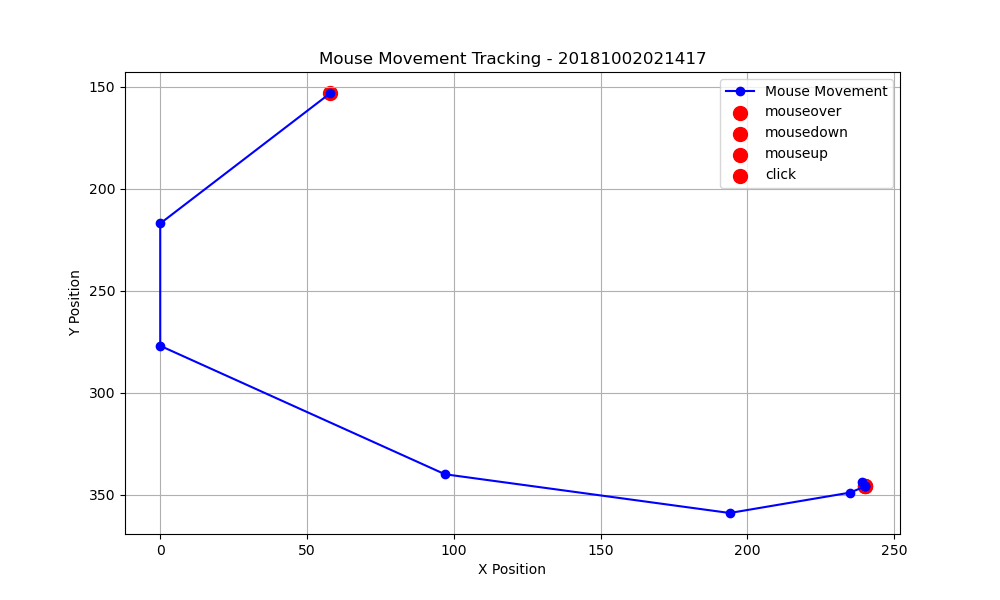 Mouse Movement Tracking - 20181002021417
Mouse Movement
mouseover
mousedown
mouseup
click
150
200
250
300
350
Y Position
0 50 100 150 200 250
X Position